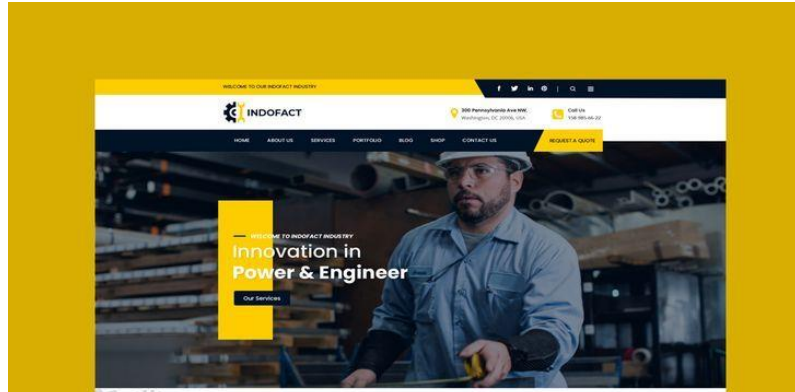 WELCOME TO OUR INDOFACT INDUSTRY
INDOFACT
300 Pennsylvania Ave NW,
Washington, DC 20006, USA
Call Us
HOME ABOUT US SERVICES PORTFOLIO BLOG SHOP CONTACT US REQUEST A QUOTE
WELCOME TO INDOFACT INDUSTRY
Innovation in
Power & Engineer
Our Services